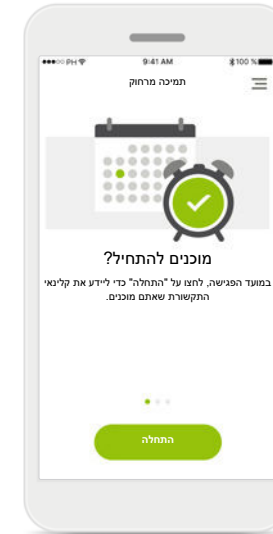 ●●●○○ PH 9:41 AM 100 %
תמיכה מרחוק
מוכנים להתחיל?
במועד הפגישה, לחצו על "התחלה" כדי ליידע את קלינאי
התקשורת שאתם מוכנים.
התחלה